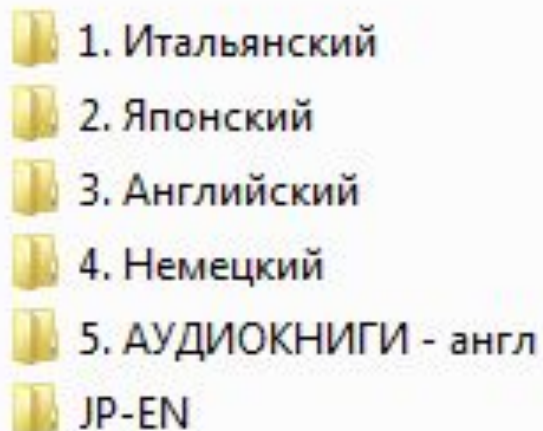 1. Итальянский
2. Японский
3. Английский
4. Немецкий
5. АУДИОКНИГИ - англ
JP-EN